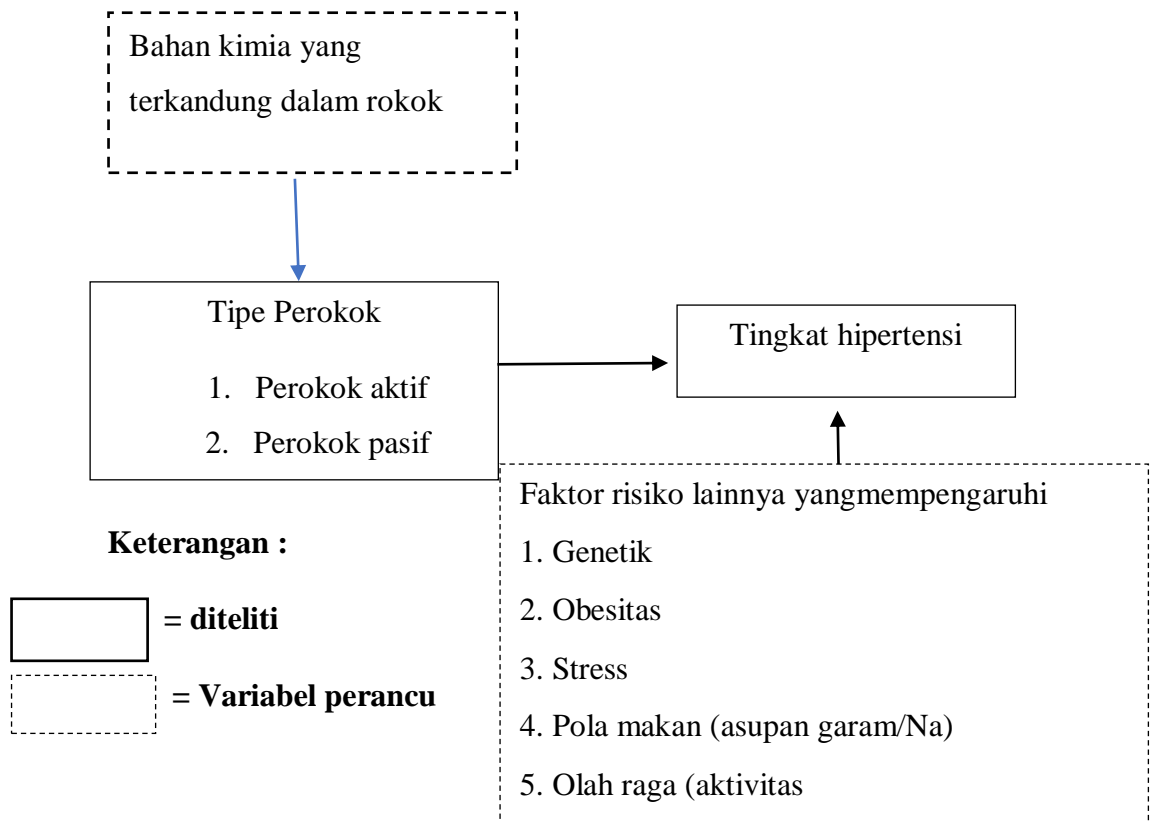 Bahan kimia yang
terkandung dalam rokok
Tipe Perokok
1. Perokok aktif
2. Perokok pasif
Tingkat hipertensi
Faktor risiko lainnya yangmempengaruhi
1. Genetik
2. Obesitas
3. Stress
4. Pola makan (asupan garam/Na)
5. Olah raga (aktivitas
Keterangan :
= diteliti
= Variabel perancu